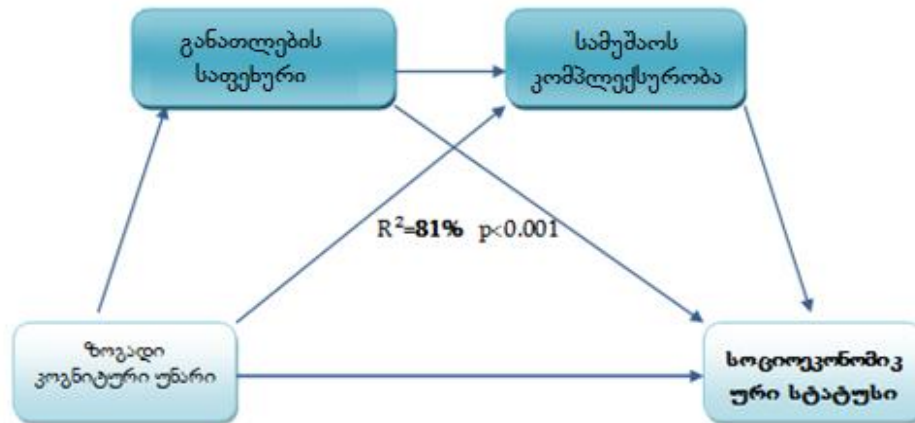 განათლების
საფეხური
სამუშაოს
კომპლექსურობა
R²=81% p<0.001
ზოგადი
კოგნიტური უნარი
სოციოეკონომიკ
ური სტატუსი